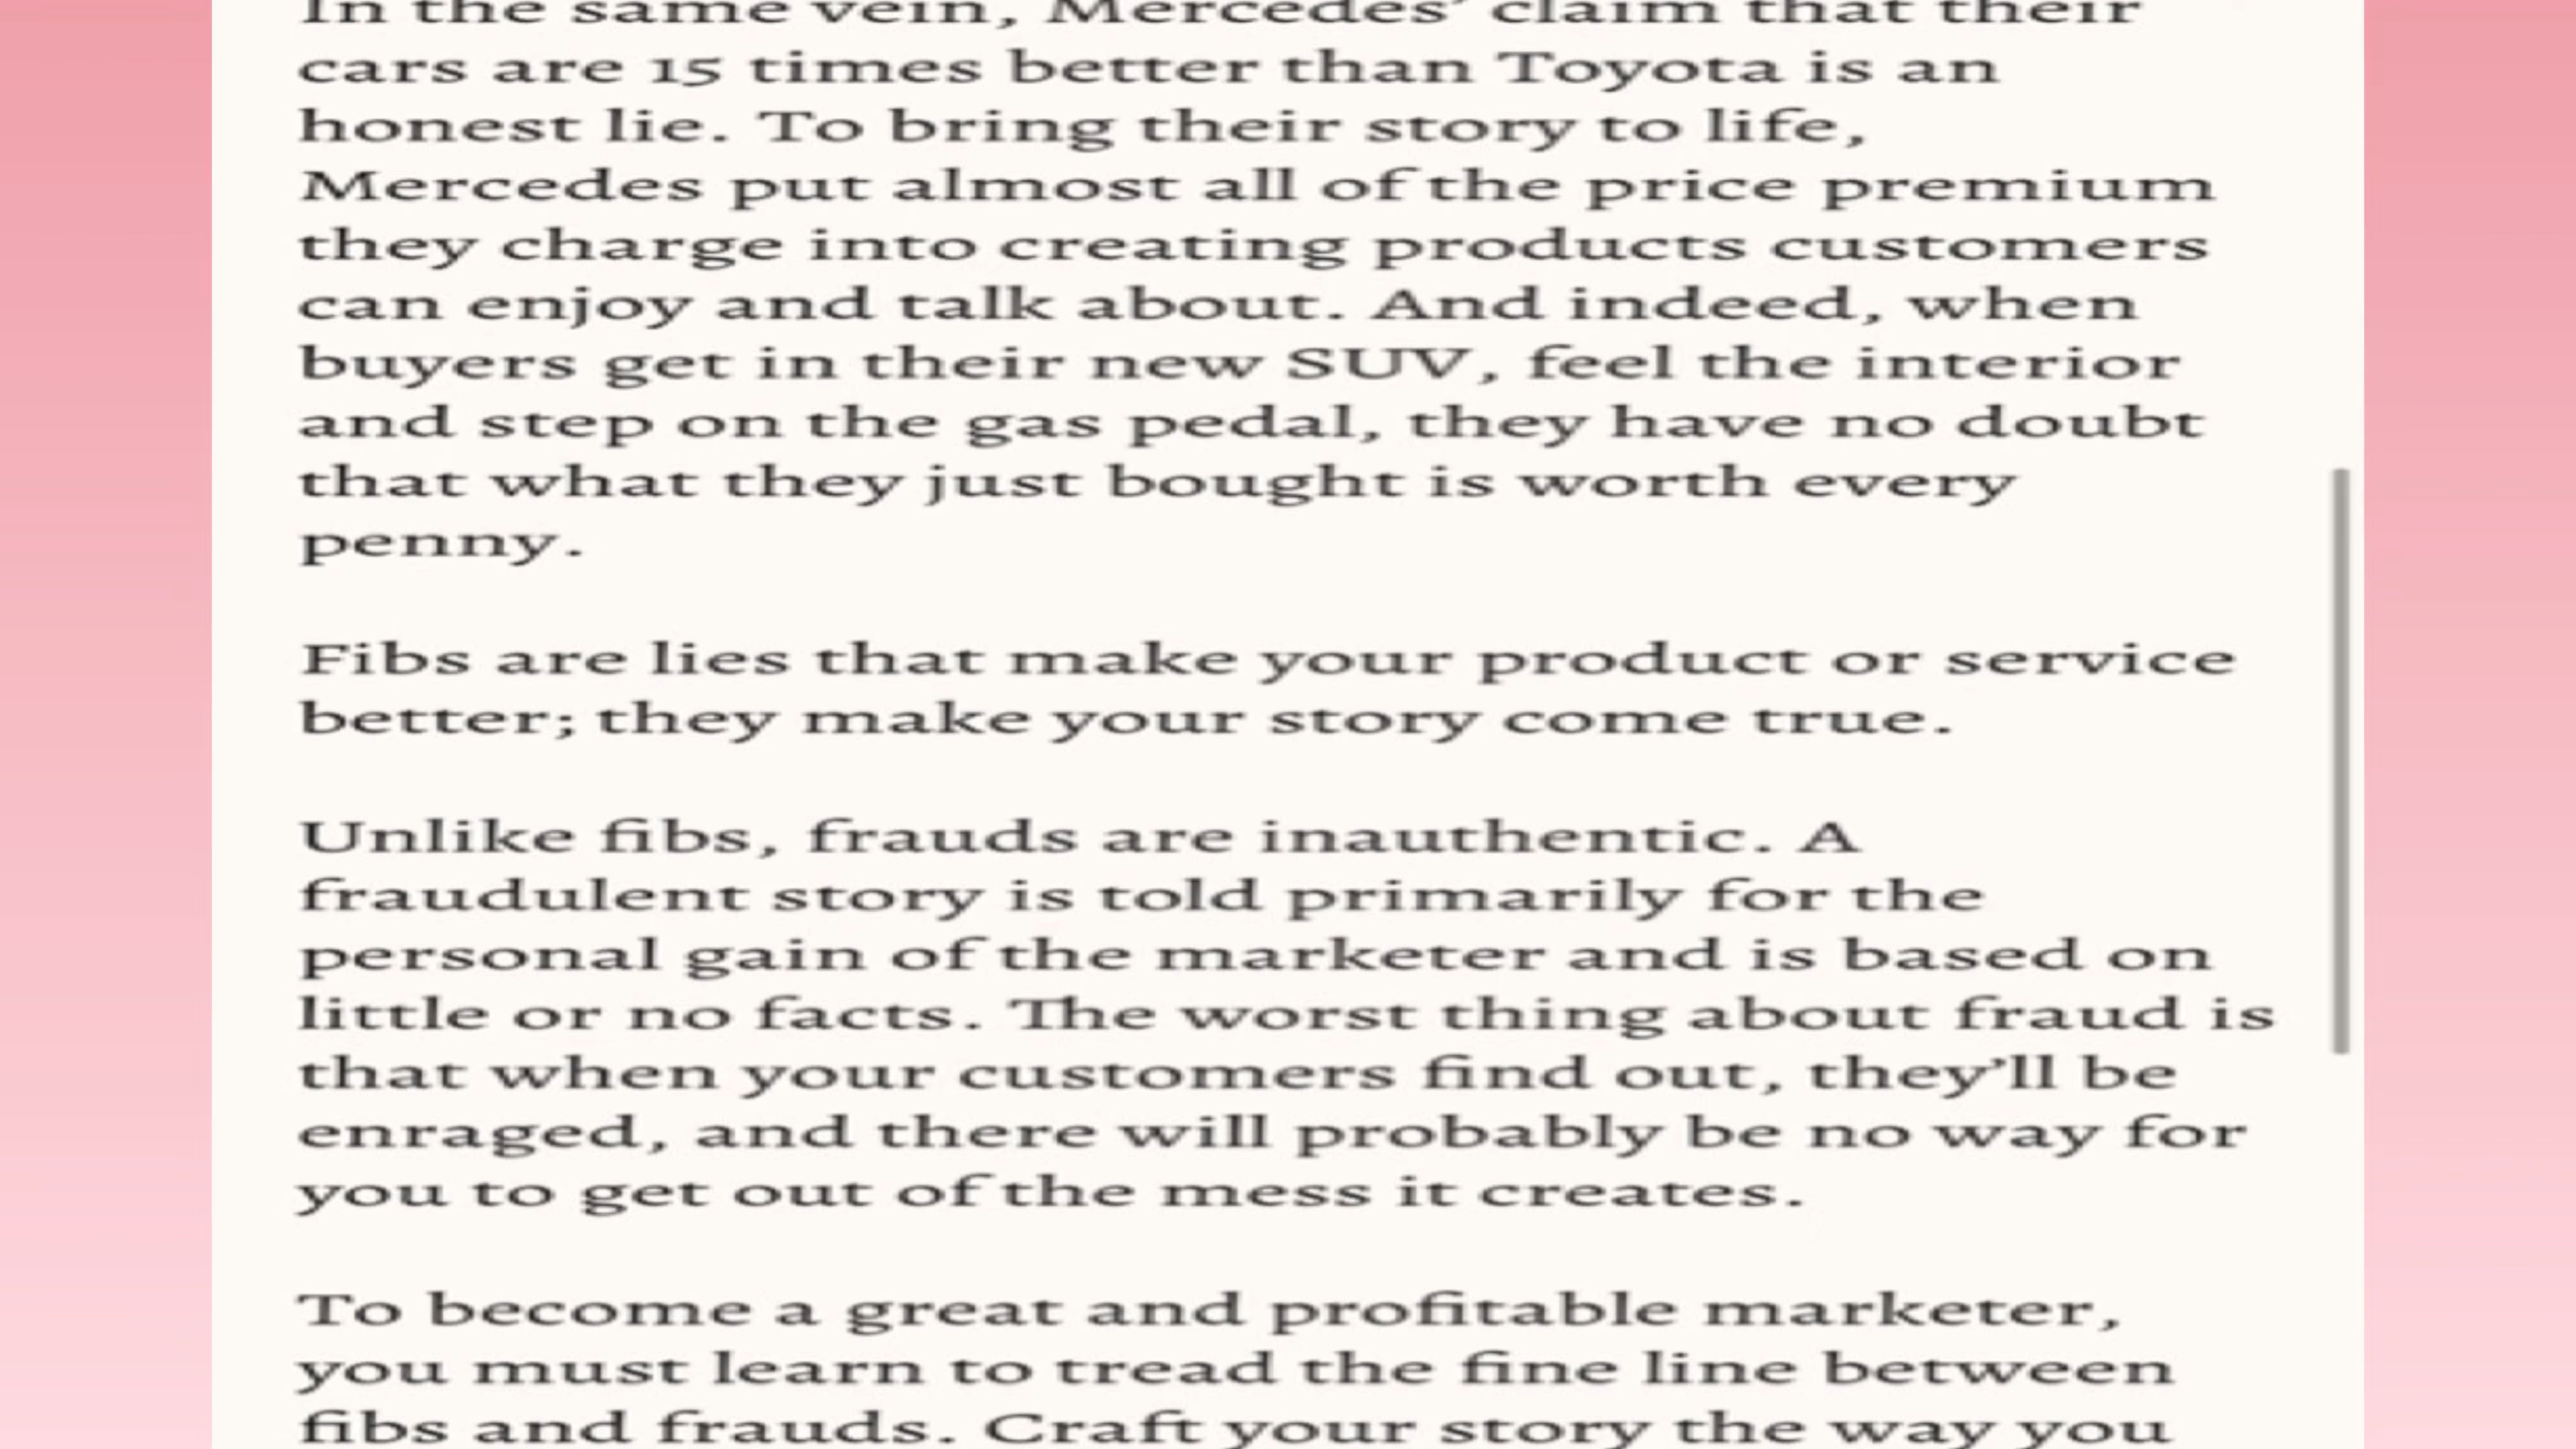 In the same vein, Mercedes' claim that their
cars are 15 times better than Toyota is an
honest lie. To bring their story to life,
Mercedes put almost all of the price premium
they charge into creating products customers
can enjoy and talk about. And indeed, when
buyers get in their new SUV, feel the interior
and step on the gas pedal, they have no doubt
that what they just bought is worth every
penny.
Fibs are lies that make your product or service
better; they make your story come true.
Unlike fibs, frauds are inauthentic. A
fraudulent story is told primarily for the
personal gain of the marketer and is based on
little or no facts. The worst thing about fraud is
that when your customers find out, they’ll be
enraged, and there will probably be no way for
you to get out of the mess it creates.
To become a great and profitable marketer,
you must learn to tread the fine line between
fibs and frauds. Craft your story the way you